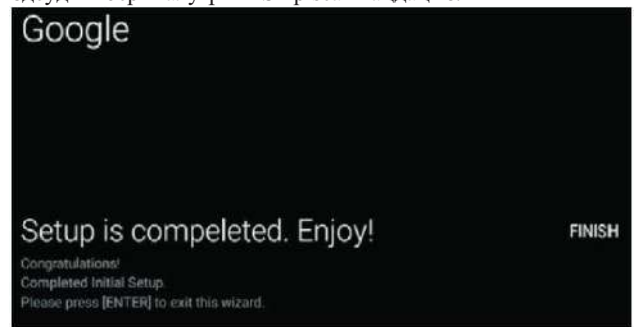 Google
Setup is compeleted. Enjoy!
FINISH
Congratulations!
Completed Initial Setup.
Please press [ENTER] to exit this wizard.